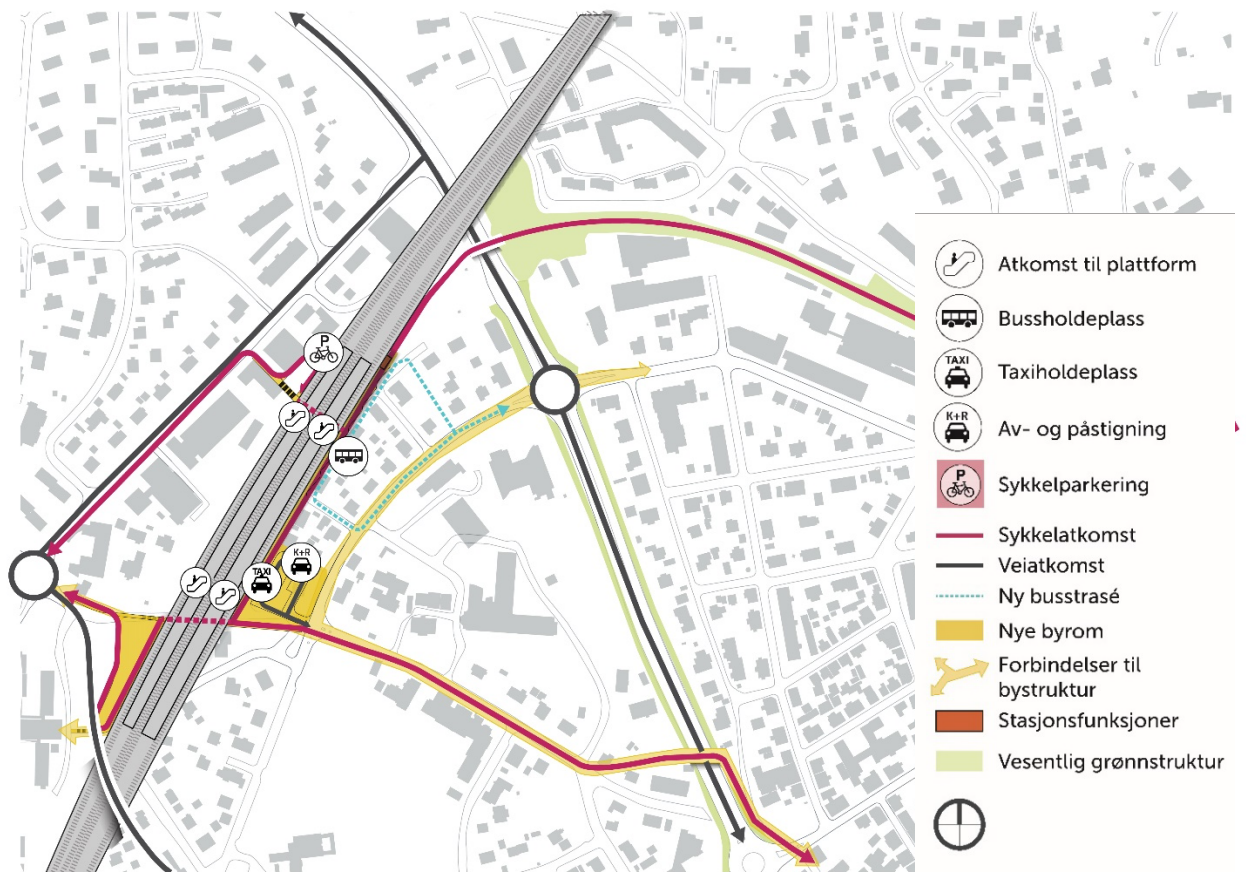 P
K+R
TAXI
Atkomst til plattform
Bussholdeplass
TAXI
Taxiholdeplass
K+R
Av- og påstigning
P
Sykkelparkering
Sykkelatkomst
Veiatkomst
Ny busstrasé
Nye byrom
Forbindelser til
bystruktur
Stasjonsfunksjoner
Vesentlig grønnstruktur